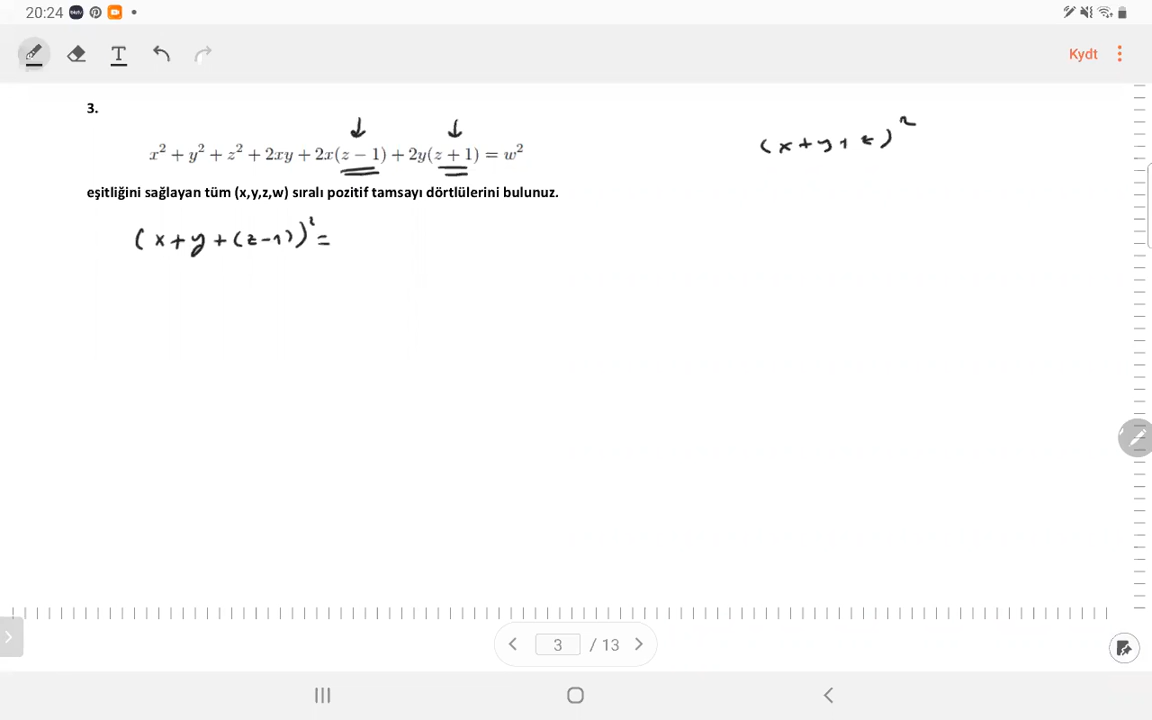 20:24
Kydt
3.
x² + y² + z² + 2xy + 2x(z − 1) + 2y(z + 1) = w²
(x+y+z)²
eşitliğini sağlayan tüm (x,y,z,w) sıralı pozitif tamsayı dörtlülerini bulunuz.
(x+y+(z-1))² =
3 / 13